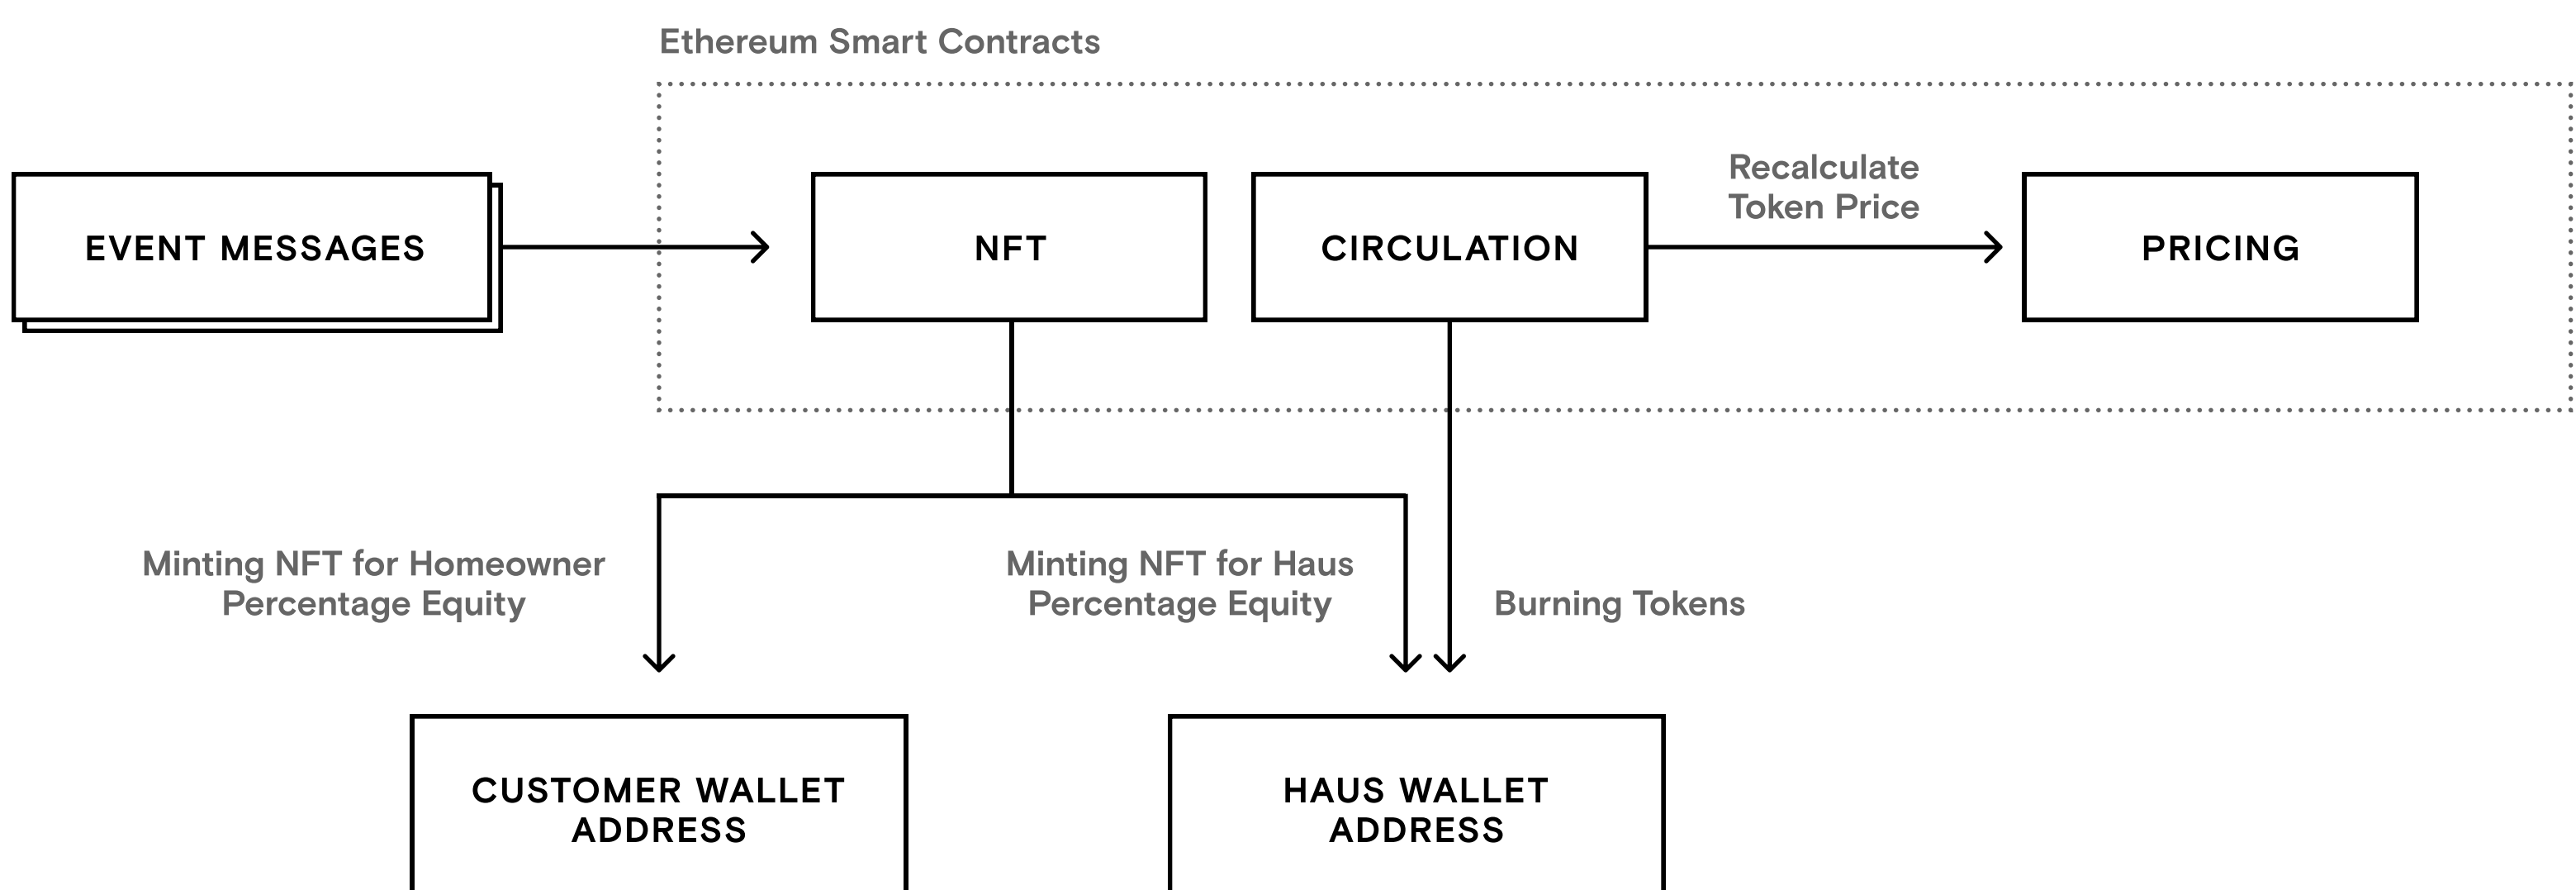 Ethereum Smart Contracts
EVENT MESSAGES
NFT
CIRCULATION
Recalculate
Token Price
PRICING
Minting NFT for Homeowner
Percentage Equity
Minting NFT for Haus
Percentage Equity
Burning Tokens
CUSTOMER WALLET
ADDRESS
HAUS WALLET
ADDRESS